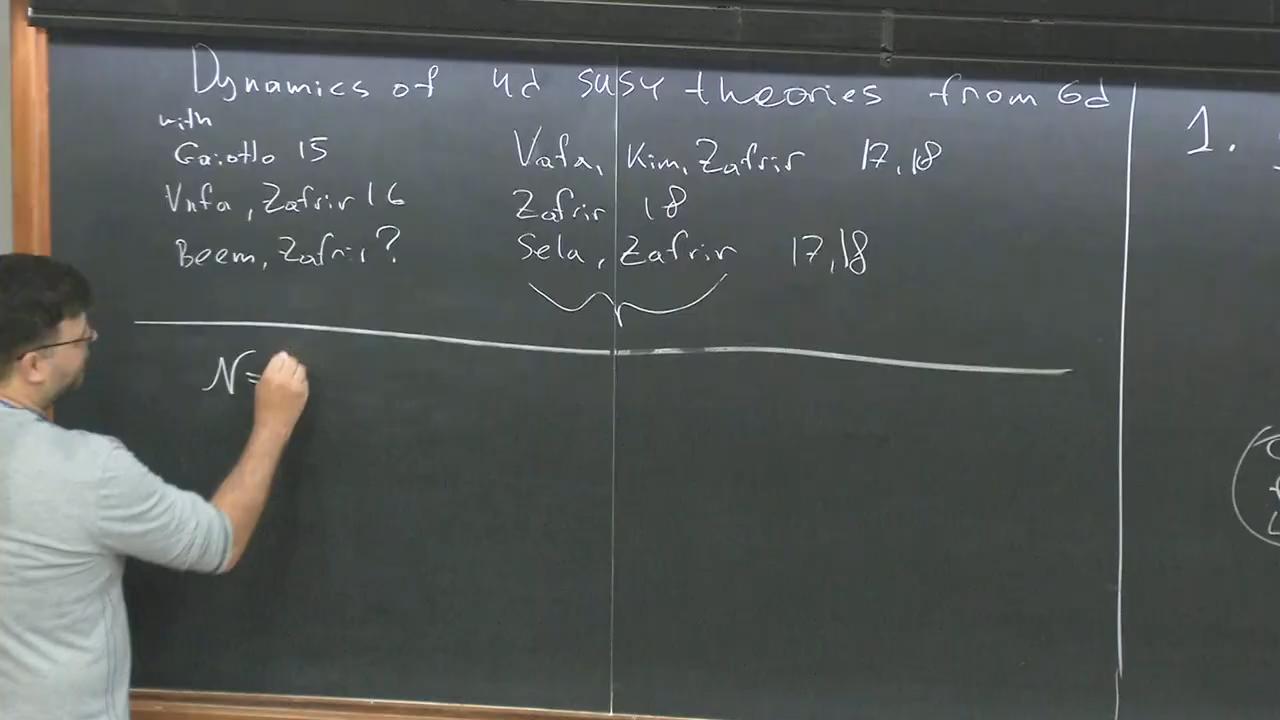 Dynamics of 4d susy theories from 6d
with
Gaiotto 15
Vafa, Zafrir 16
Beem, Zafrir ?
Vafa, Kim, Zafrir 17,18
Zafrir 18
Sela, Zafrir 17,18
N=
1.